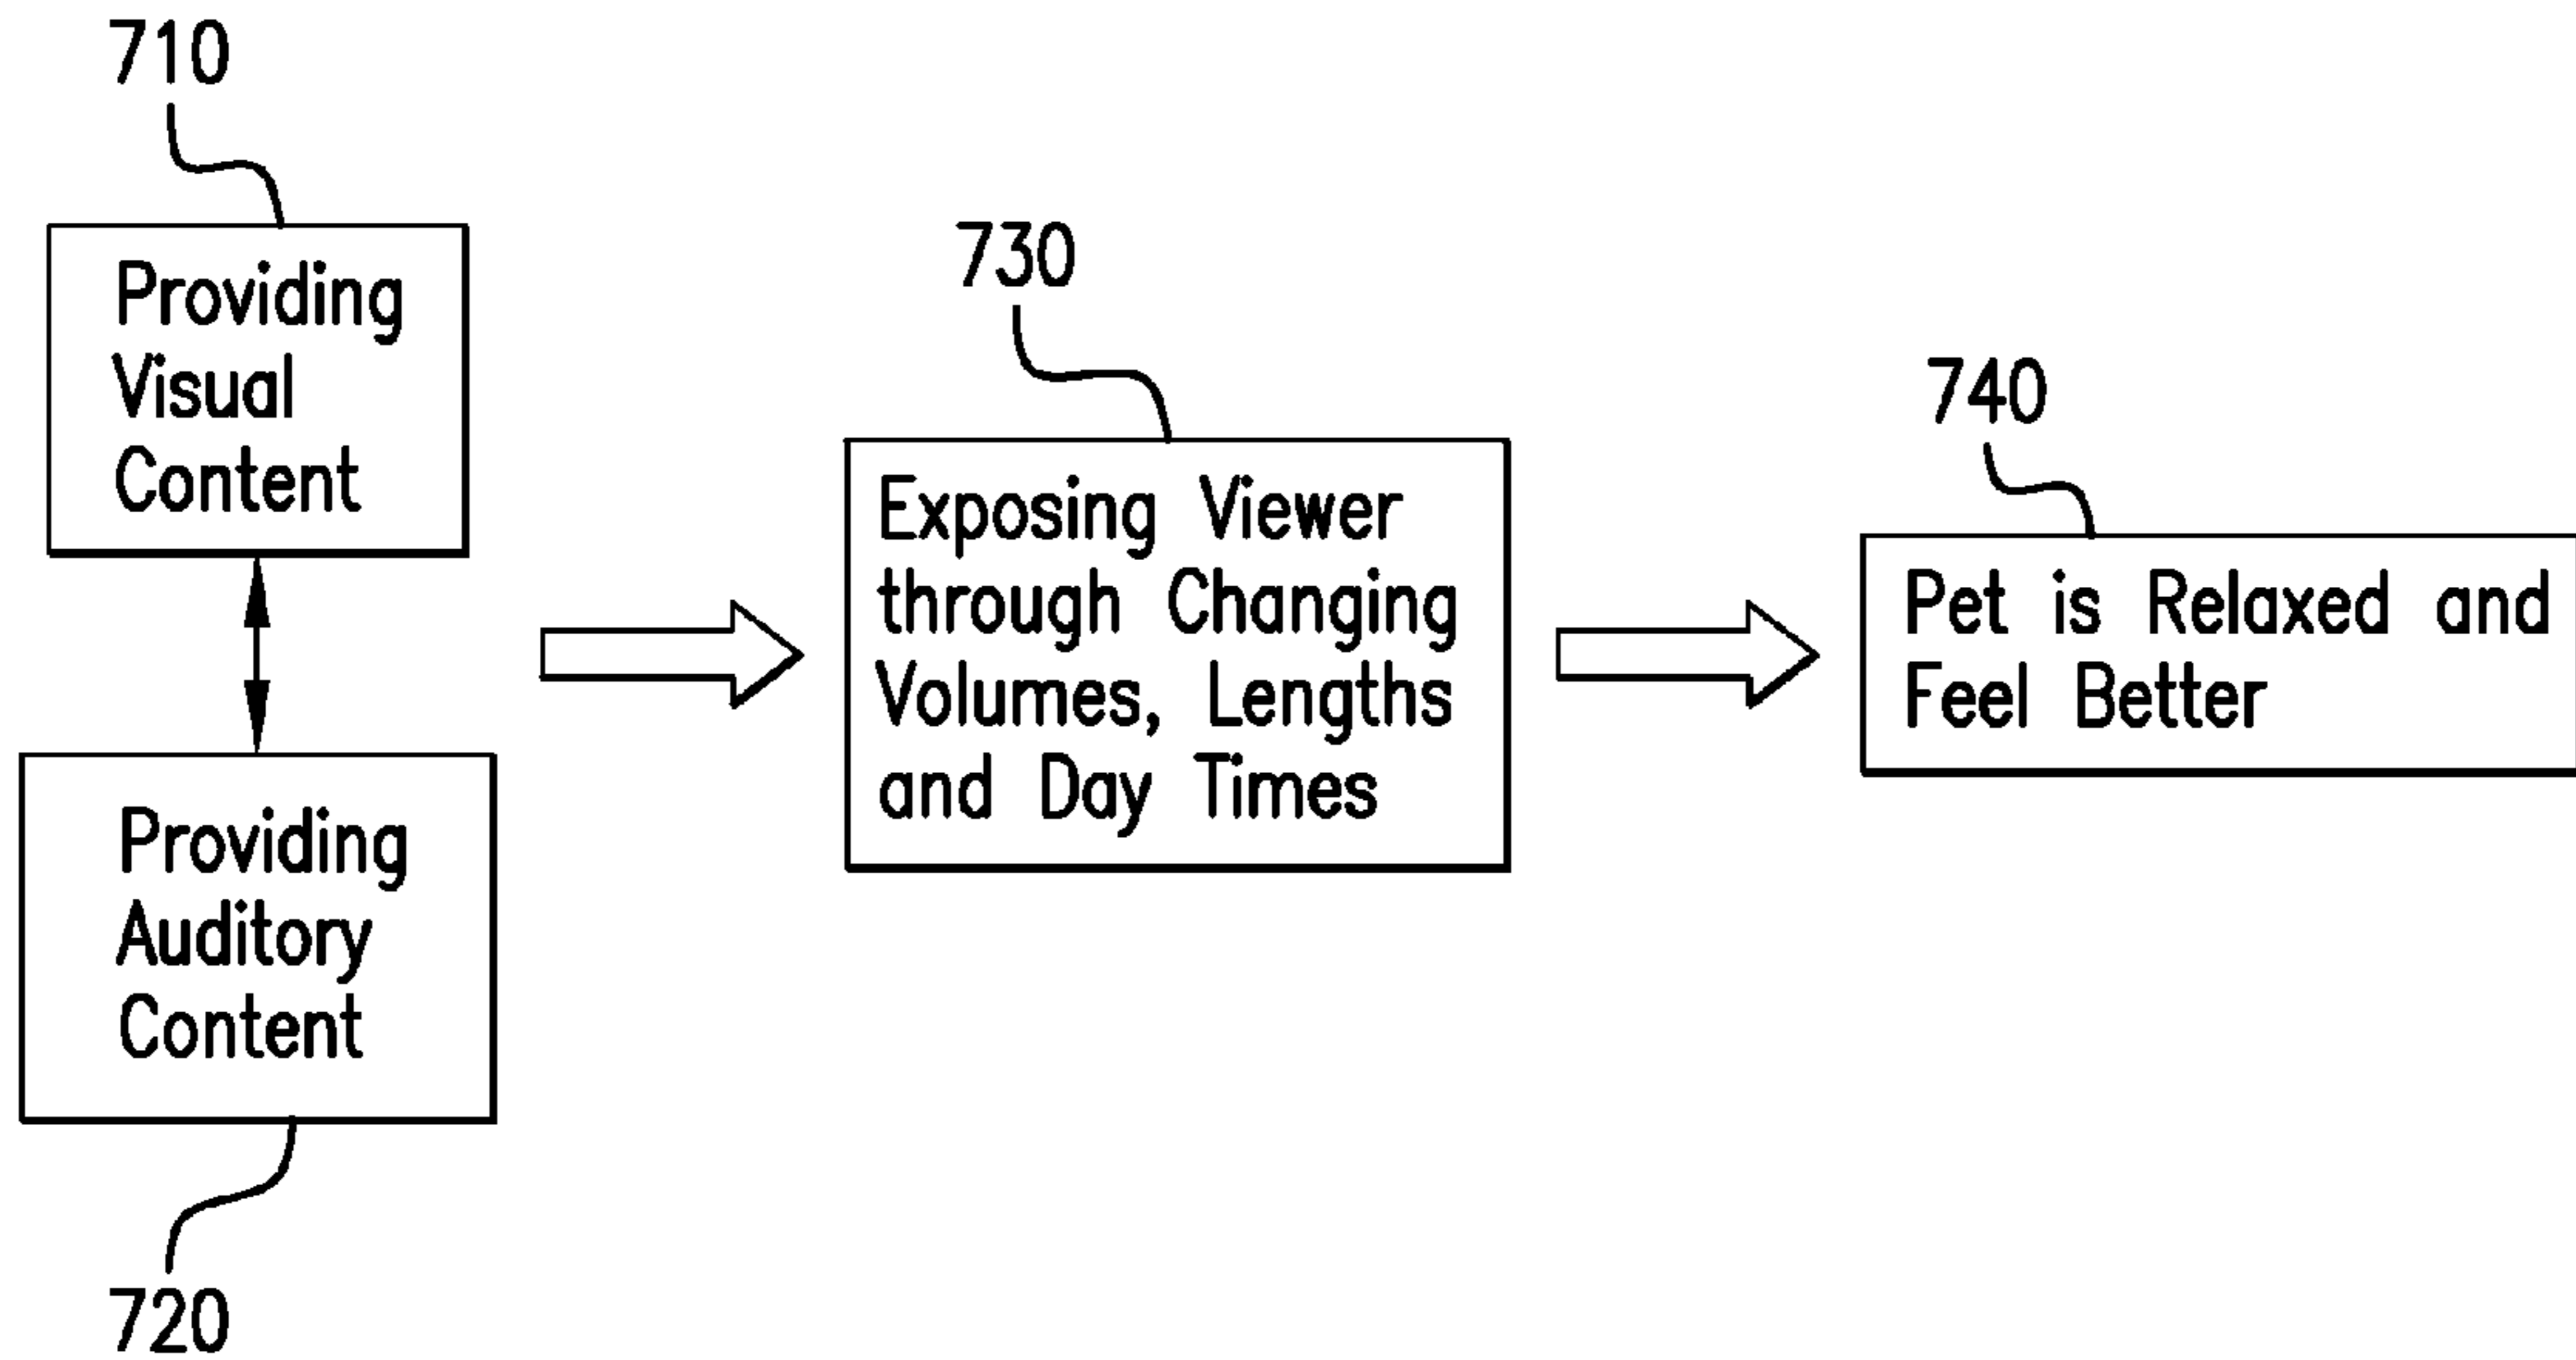 710
Providing
Visual
Content
Providing
Auditory
Content
720
730
Exposing Viewer
through Changing
Volumes, Lengths
and Day Times
740
Pet is Relaxed and
Feel Better